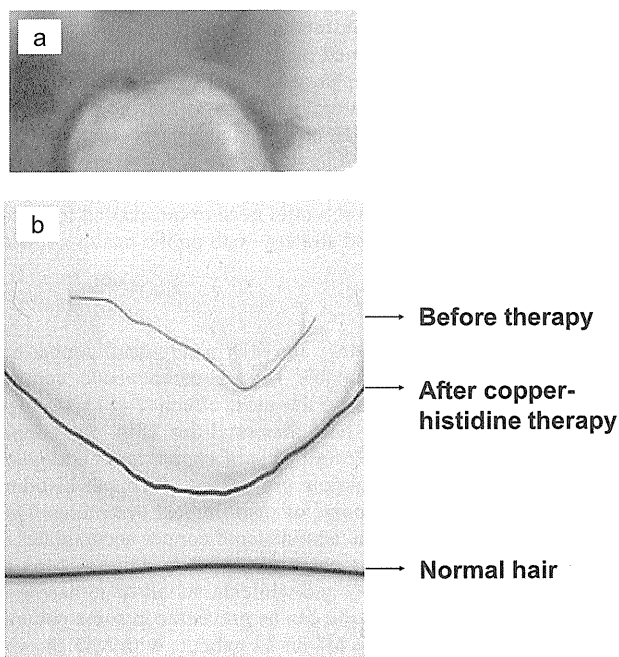 a
b
Before therapy
After copper-
histidine therapy
Normal hair